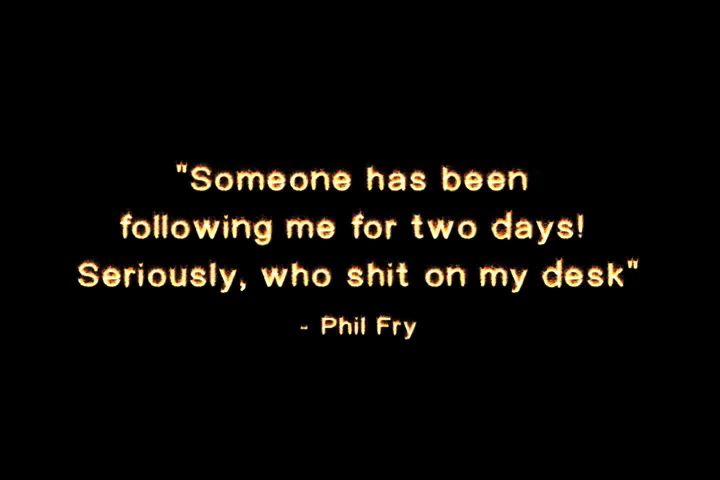 "Someone has been
following me for two days!
Seriously, who shit on my desk"
- Phil Fry